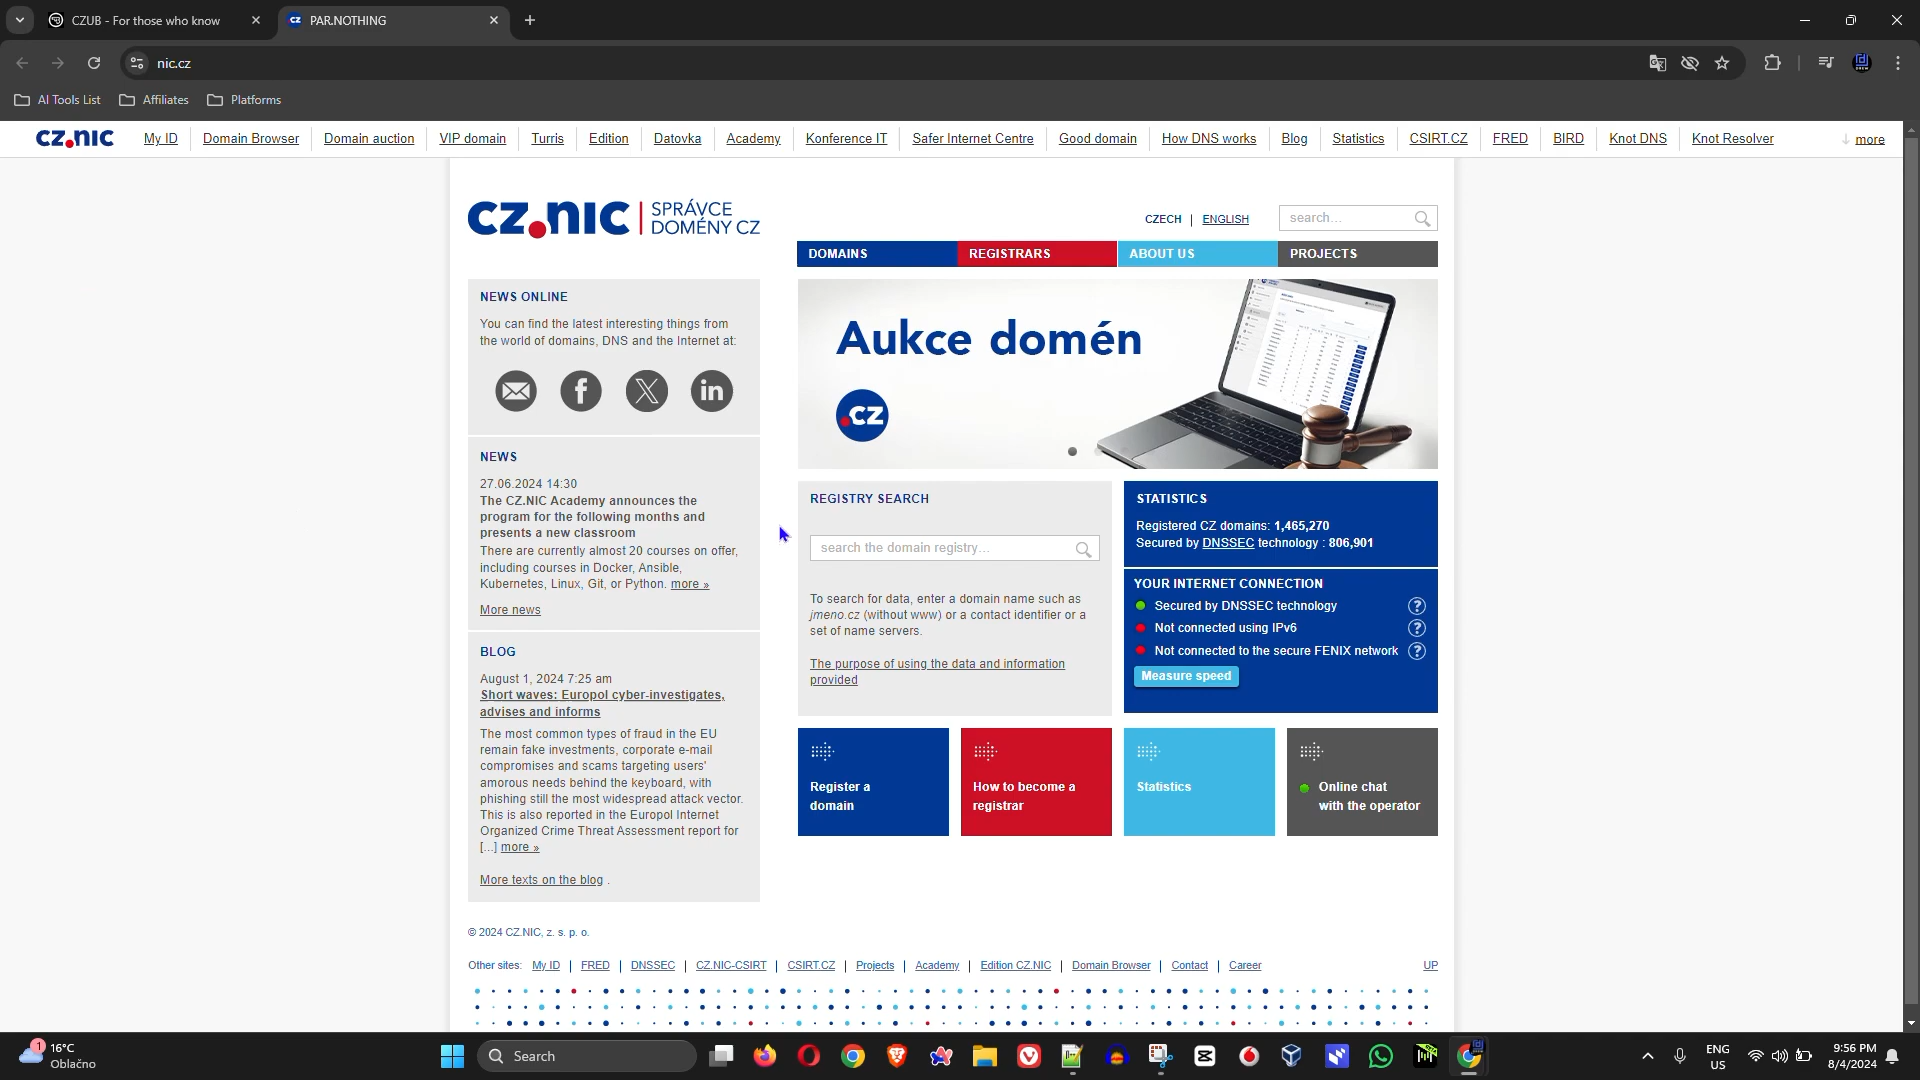 CZUB - For those who know
PAR.NOTHING
nic.cz
AI Tools List
Affiliates
Platforms
CZ.NIC
My ID
Domain Browser
Domain auction
VIP domain
Turris
Edition
Datovka
Academy
Konference IT
Safer Internet Centre
Good domain
How DNS works
Blog
Statistics
CSIRT.CZ
FRED
BIRD
Knot DNS
Knot Resolver
↓ more
CZ.NIC | SPRÁVCE
DOMÉNY CZ
CZECH | ENGLISH
search...
DOMAINS
REGISTRARS
ABOUT US
PROJECTS
NEWS ONLINE
You can find the latest interesting things from
the world of domains, DNS and the Internet at:
NEWS
27.06.2024 14:30
The CZ.NIC Academy announces the
program for the following months and
presents a new classroom
There are currently almost 20 courses on offer,
including courses in Docker, Ansible,
Kubernetes, Linux, Git, or Python. more »
More news
BLOG
August 1, 2024 7:25 am
Short waves: Europol cyber-investigates,
advises and informs
The most common types of fraud in the EU
remain fake investments, corporate e-mail
compromises and scams targeting users'
amorous needs behind the keyboard, with
phishing still the most widespread attack vector.
This is also reported in the Europol Internet
Organized Crime Threat Assessment report for
[...] more »
More texts on the blog .
Aukce domén
.CZ
REGISTRY SEARCH
search the domain registry...
To search for data, enter a domain name such as
jmeno.cz (without www) or a contact identifier or a
set of name servers.
The purpose of using the data and information
provided
STATISTICS
Registered CZ domains: 1,465,270
Secured by DNSSEC technology : 806,901
YOUR INTERNET CONNECTION
Secured by DNSSEC technology ?
Not connected using IPv6 ?
Not connected to the secure FENIX network ?
Measure speed
Register a
domain
How to become a
registrar
Statistics
Online chat
with the operator
© 2024 CZ.NIC, z. s. p. o.
Other sites: My ID | FRED | DNSSEC | CZ.NIC-CSIRT | CSIRT.CZ | Projects | Academy | Edition CZ.NIC | Domain Browser | Contact | Career
UP
1
16°C
Oblačno
Search
ENG
US
9:56 PM
8/4/2024